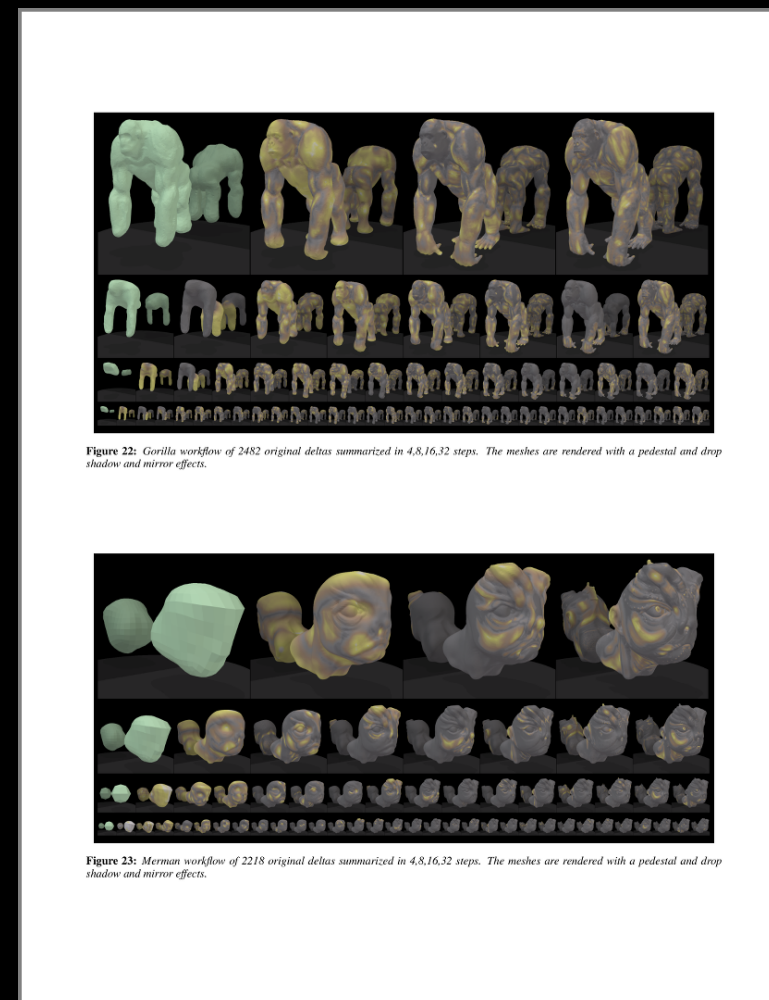 Figure 22: Gorilla workflow of 2482 original deltas summarized in 4,8,16,32 steps. The meshes are rendered with a pedestal and drop
shadow and mirror effects.
Figure 23: Merman workflow of 2218 original deltas summarized in 4,8,16,32 steps. The meshes are rendered with a pedestal and drop
shadow and mirror effects.